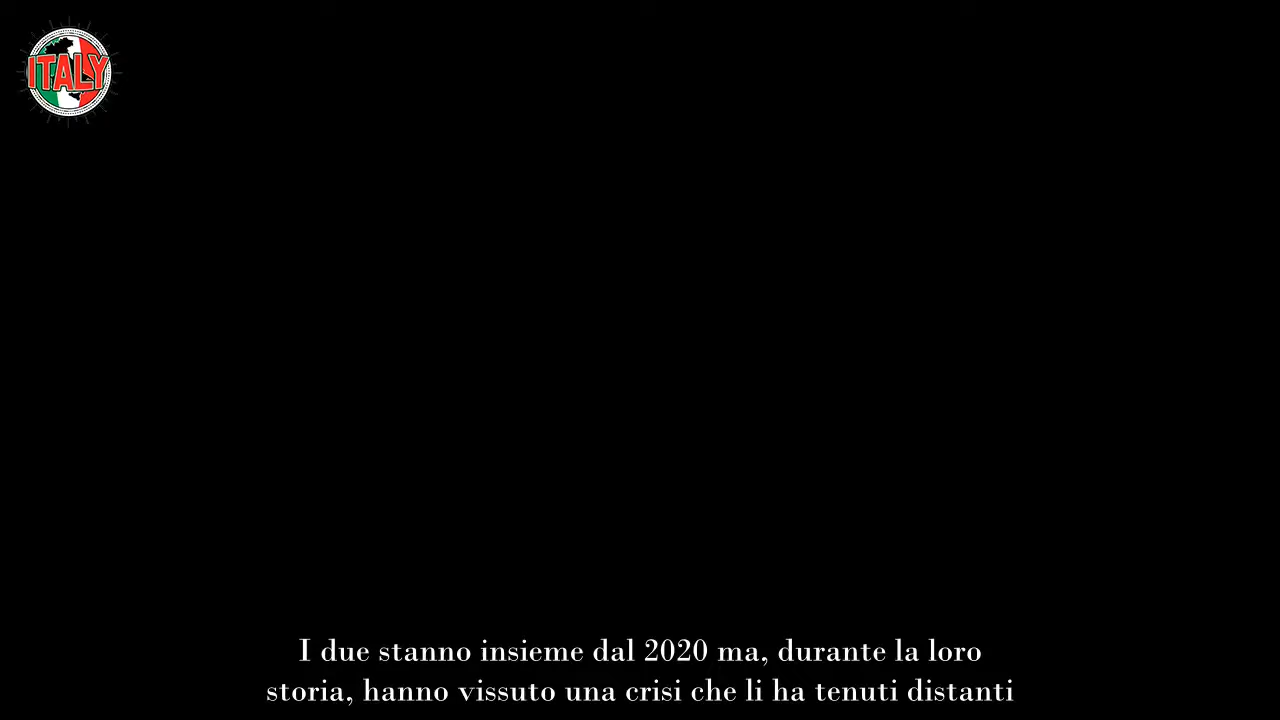 ITALY
I due stanno insieme dal 2020 ma, durante la loro
storia, hanno vissuto una crisi che li ha tenuti distanti